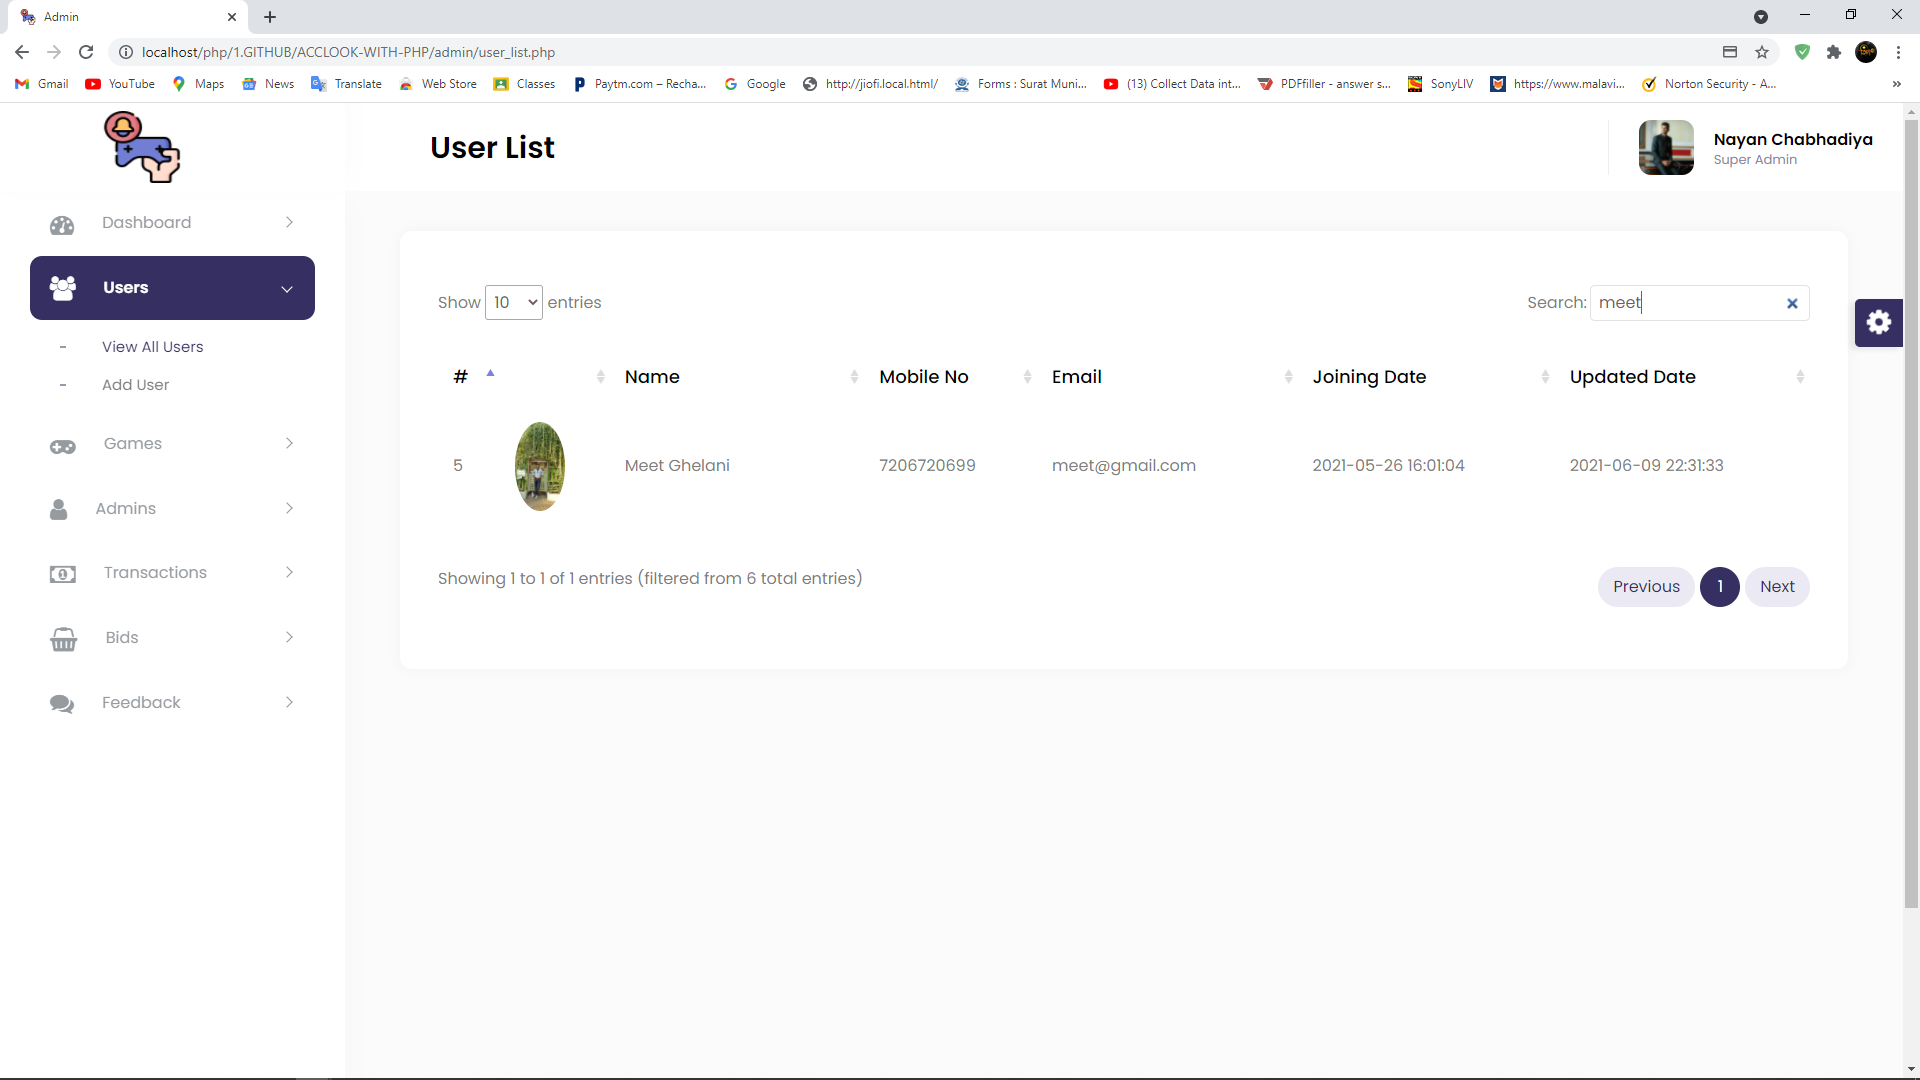 Admin
localhost/php/1.GITHUB/ACCLOOK-WITH-PHP/admin/user_list.php
Gmail YouTube Maps News Translate Web Store Classes Paytm.com – Recha... Google http://jiofi.local.html/ Forms : Surat Muni... (13) Collect Data int... PDFfiller - answer s... SonyLIV https://www.malavi... Norton Security - A... »
User List
Nayan Chabhadiya
Super Admin
Dashboard
Users
View All Users
Add User
Games
Admins
Transactions
Bids
Feedback
Show 10 entries
Search: meet
# Name Mobile No Email Joining Date Updated Date
5 Meet Ghelani 7206720699 meet@gmail.com 2021-05-26 16:01:04 2021-06-09 22:31:33
Showing 1 to 1 of 1 entries (filtered from 6 total entries)
Previous 1 Next